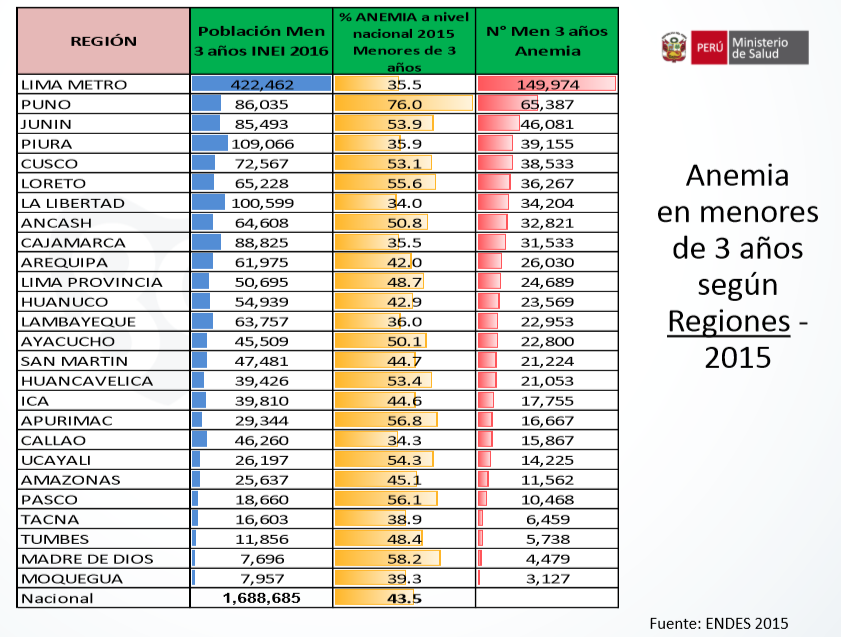 REGIÓN | Población Men 3 años INEI 2016 | % ANEMIA a nivel nacional 2015 Menores de 3 años | N° Men 3 años Anemia
LIMA METRO | 422,462 | 35.5 | 149,974
PUNO | 86,035 | 76.0 | 65,387
JUNIN | 85,493 | 53.9 | 46,081
PIURA | 109,066 | 35.9 | 39,155
CUSCO | 72,567 | 53.1 | 38,533
LORETO | 65,228 | 55.6 | 36,267
LA LIBERTAD | 100,599 | 34.0 | 34,204
ANCASH | 64,608 | 50.8 | 32,821
CAJAMARCA | 88,825 | 35.5 | 31,533
AREQUIPA | 61,975 | 42.0 | 26,030
LIMA PROVINCIA | 50,695 | 48.7 | 24,689
HUANUCO | 54,939 | 42.9 | 23,569
LAMBAYEQUE | 63,757 | 36.0 | 22,953
AYACUCHO | 45,509 | 50.1 | 22,800
SAN MARTIN | 47,481 | 44.7 | 21,224
HUANCAVELICA | 39,426 | 53.4 | 21,053
ICA | 39,810 | 44.6 | 17,755
APURIMAC | 29,344 | 56.8 | 16,667
CALLAO | 46,260 | 34.3 | 15,867
UCAYALI | 26,197 | 54.3 | 14,225
AMAZONAS | 25,637 | 45.1 | 11,562
PASCO | 18,660 | 56.1 | 10,468
TACNA | 16,603 | 38.9 | 6,459
TUMBES | 11,856 | 48.4 | 5,738
MADRE DE DIOS | 7,696 | 58.2 | 4,479
MOQUEGUA | 7,957 | 39.3 | 3,127
Nacional | 1,688,685 | 43.5
PERÚ
Ministerio
de Salud
Anemia
en menores
de 3 años
según
Regiones -
2015
Fuente: ENDES 2015